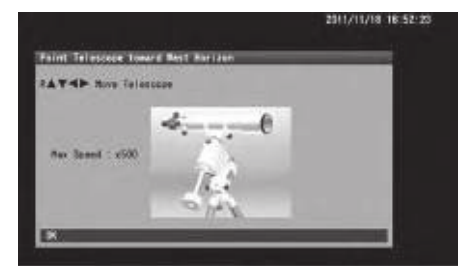 2011/11/18 16:52:23
Point Telescope toward West Horizon
▲▼◀▶ Move Telescope
Max Speed : x500
OK